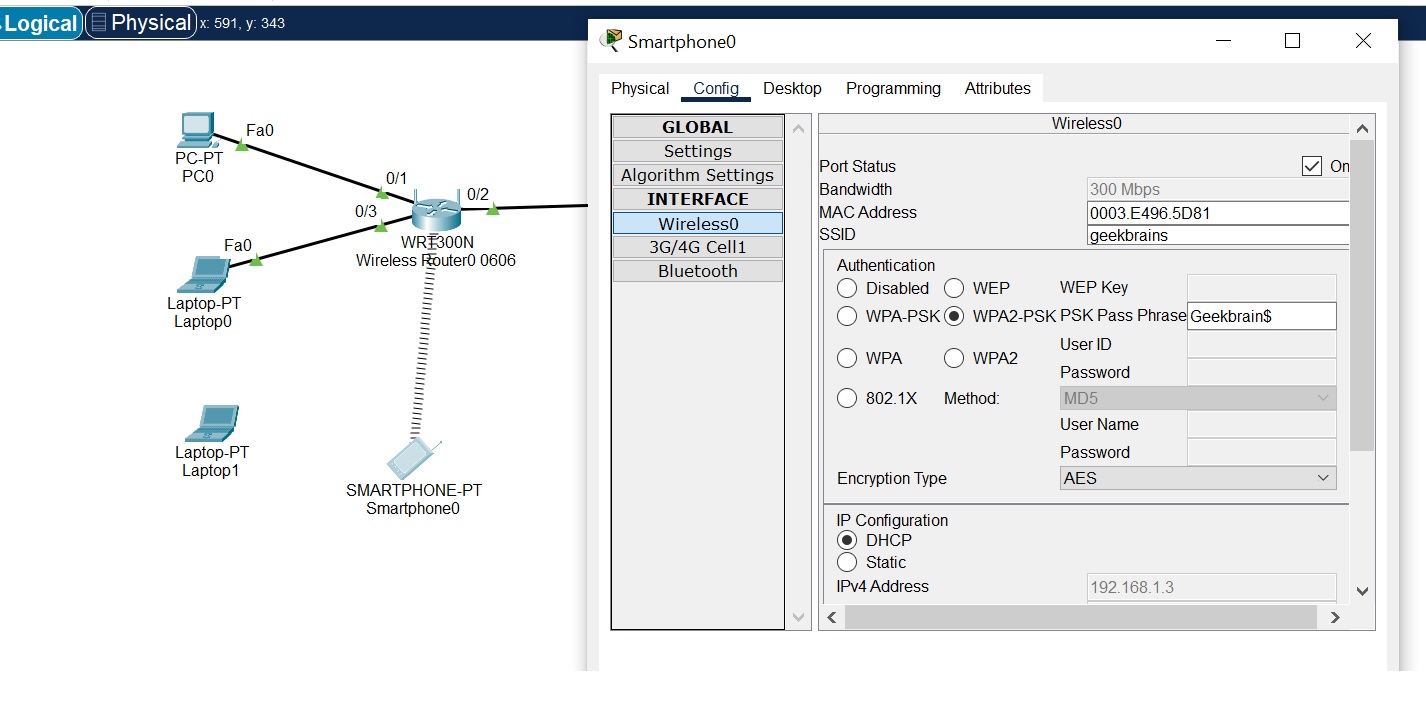 Logical Physical x: 591, y: 343
Smartphone0
Physical Config Desktop Programming Attributes
GLOBAL
Settings
Algorithm Settings
INTERFACE
Wireless0
3G/4G Cell1
Bluetooth
Wireless0
Port Status On
Bandwidth 300 Mbps
MAC Address 0003.E496.5D81
SSID geekbrains
Authentication
Disabled WEP WEP Key
WPA-PSK WPA2-PSK PSK Pass Phrase Geekbrain$
User ID
WPA WPA2
Password
802.1X Method: MD5
User Name
Password
Encryption Type AES
IP Configuration
DHCP
Static
IPv4 Address 192.168.1.3
Fa0
PC-PT
PC0
0/1
0/2
0/3
WRT300N
Wireless Router0 0606
Fa0
Laptop-PT
Laptop0
Laptop-PT
Laptop1
SMARTPHONE-PT
Smartphone0